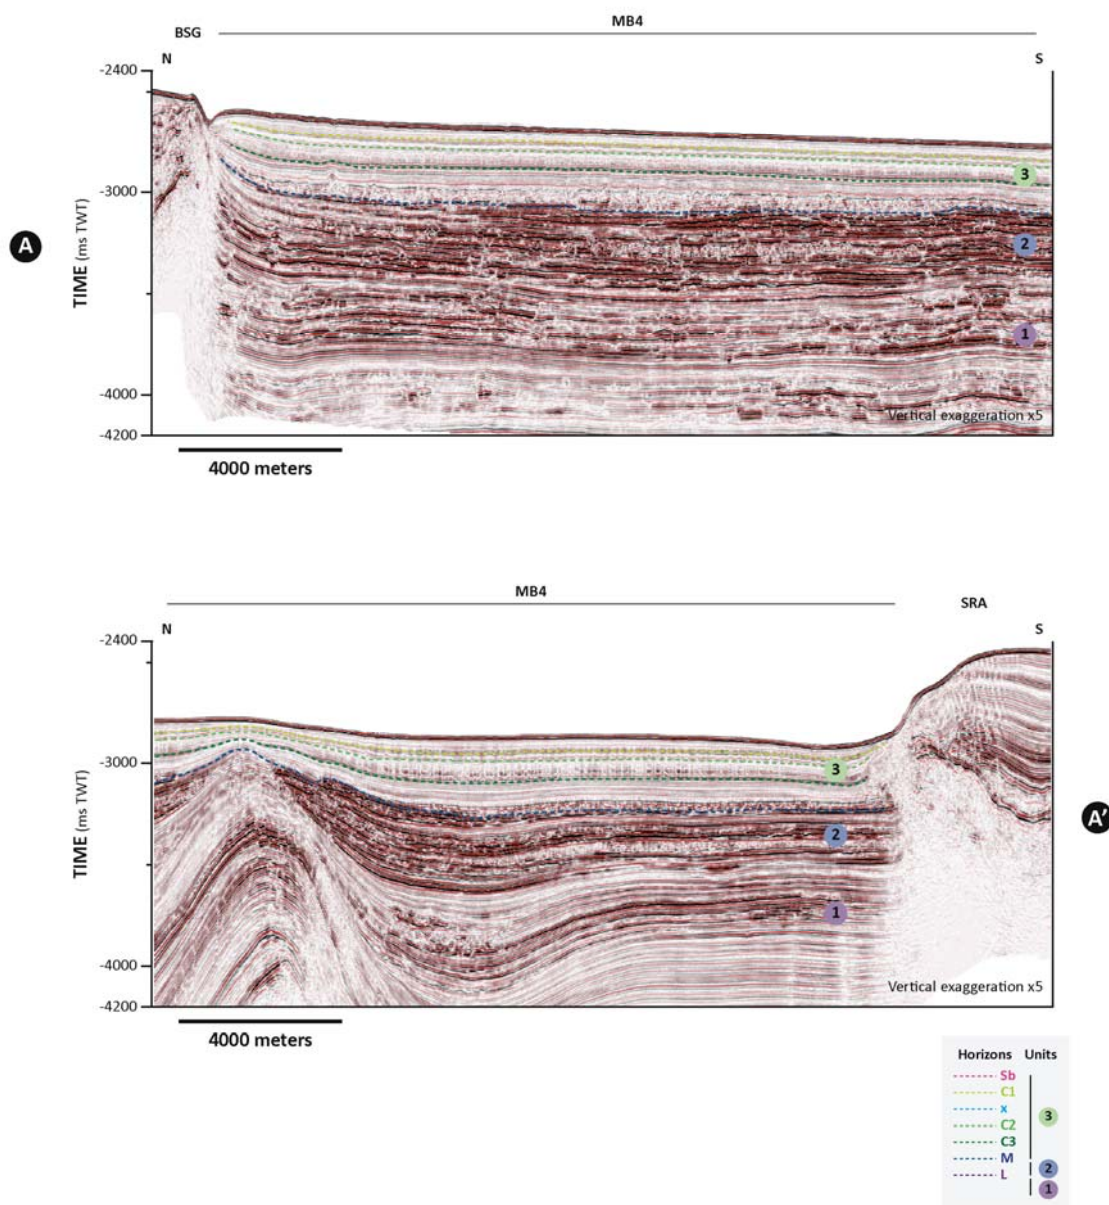 MB4
BSG
N S
-2400
3
-3000
A
2
TIME (ms TWT)
1
-4000
Vertical exaggeration x5
-4200
4000 meters
MB4
SRA
N S
-2400
-3000
3
A'
2
TIME (ms TWT)
1
-4000
Vertical exaggeration x5
-4200
4000 meters
Horizons Units
Sb
C1
x
3
C2
C3
M
2
L
1